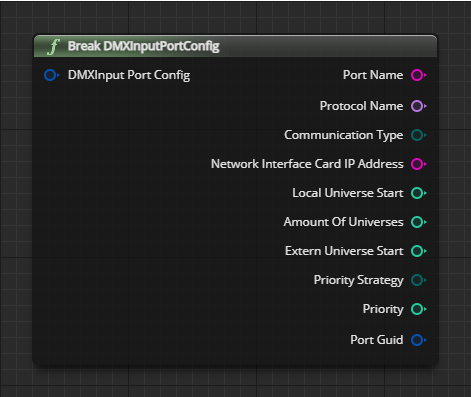 Break DMXInputPortConfig
DMXInput Port Config
Port Name
Protocol Name
Communication Type
Network Interface Card IP Address
Local Universe Start
Amount Of Universes
Extern Universe Start
Priority Strategy
Priority
Port Guid